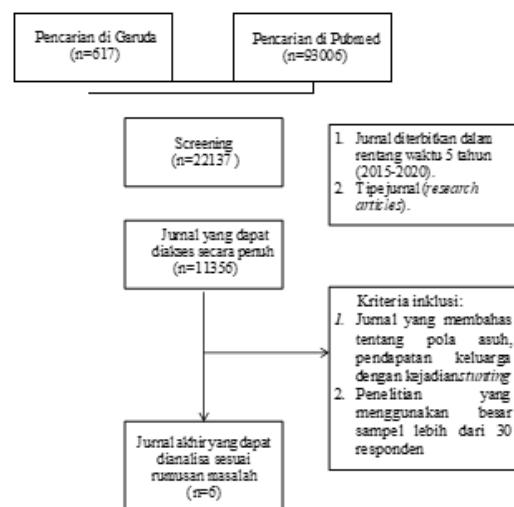 Pencarian di Garuda
(n=617)
Pencarian di Pubmed
(n=93006)
Screening
(n=22137 )
1. Jurnal diterbitkan dalam
rentang waktu 5 tahun
(2015-2020).
2. Tipe jurnal (research
articles).
Jurnal yang dapat
diakses secara penuh
(n=11356)
Kriteria inklusi:
1. Jurnal yang membahas
tentang pola asuh,
pendapatan keluarga
dengan kejadian stunting
2. Penelitian yang
menggunakan besar
sampel lebih dari 30
responden
Jurnal akhir yang dapat
dianalisa sesuai
rumusan masalah
(n=6)